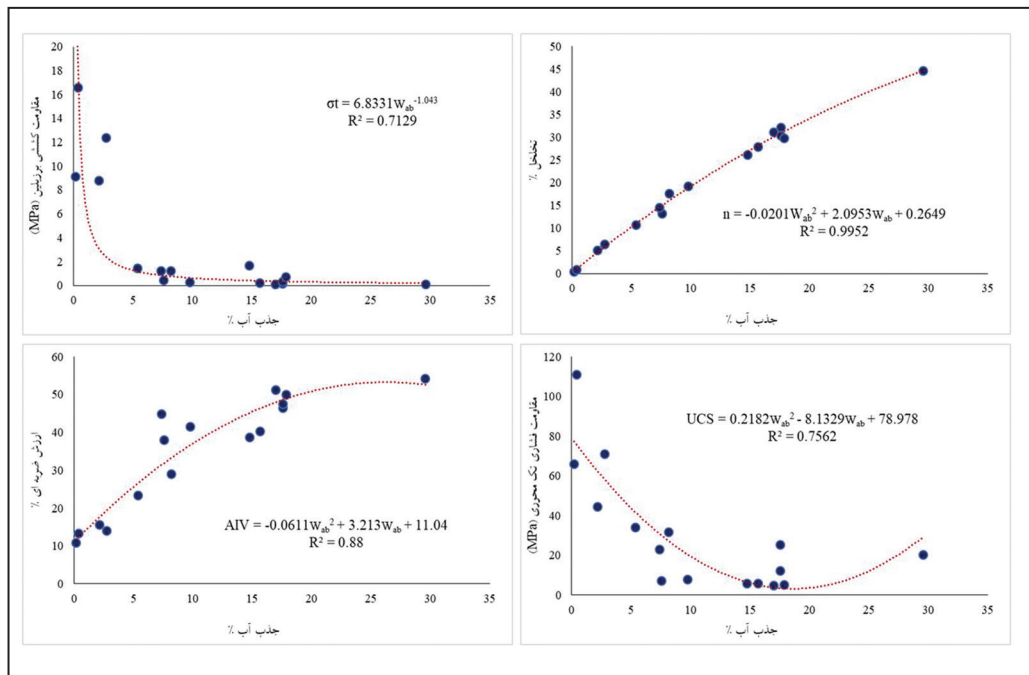 مقاومت کششی برزیلین (MPa)
20
18
16
14
12
10
8
6
4
2
0
σt = 6.8331wab-1.043
R² = 0.7129
0 5 10 15 20 25 30 35
جذب آب %
تخلخل %
50
45
40
35
30
25
20
15
10
5
0
n = -0.0201Wab² + 2.0953wab + 0.2649
R² = 0.9952
0 5 10 15 20 25 30 35
جذب آب %
ارزش ضربه ای %
60
50
40
30
20
10
0
AIV = -0.0611wab² + 3.213wab + 11.04
R² = 0.88
0 5 10 15 20 25 30 35
جذب آب %
مقاومت فشاری تک محوری (MPa)
120
100
80
60
40
20
0
UCS = 0.2182wab² - 8.1329wab + 78.978
R² = 0.7562
0 5 10 15 20 25 30 35
جذب آب %